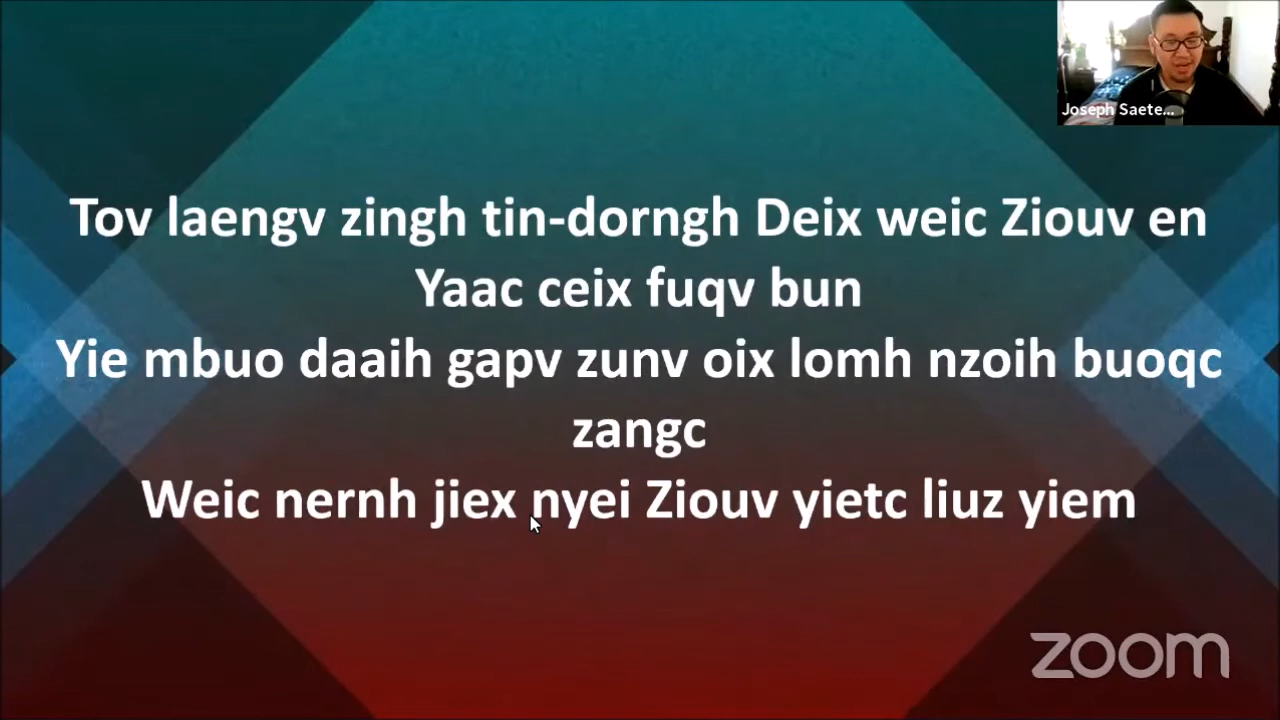 Joseph Saete...
Tov laengv zingh tin-dorngh Deix weic Ziouv en
Yaac ceix fuqv bun
Yie mbuo daaih gapv zunv oix lomh nzoih buoqc
zangc
Weic nernh jiex nyei Ziouv yietc liuz yiem
zoom